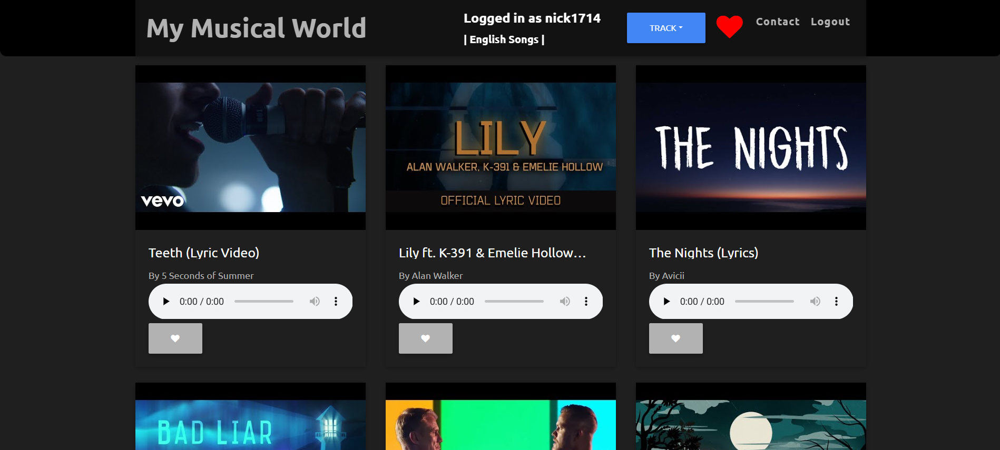 My Musical World
Logged in as nick1714
| English Songs |
TRACK
Contact
Logout
vevo
LILY
ALAN WALKER, K-391 & EMELIE HOLLOW
OFFICIAL LYRIC VIDEO
THE NIGHTS
Teeth (Lyric Video)
By 5 Seconds of Summer
0:00 / 0:00
Lily ft. K-391 & Emelie Hollow...
By Alan Walker
0:00 / 0:00
The Nights (Lyrics)
By Avicii
0:00 / 0:00
BAD LIAR